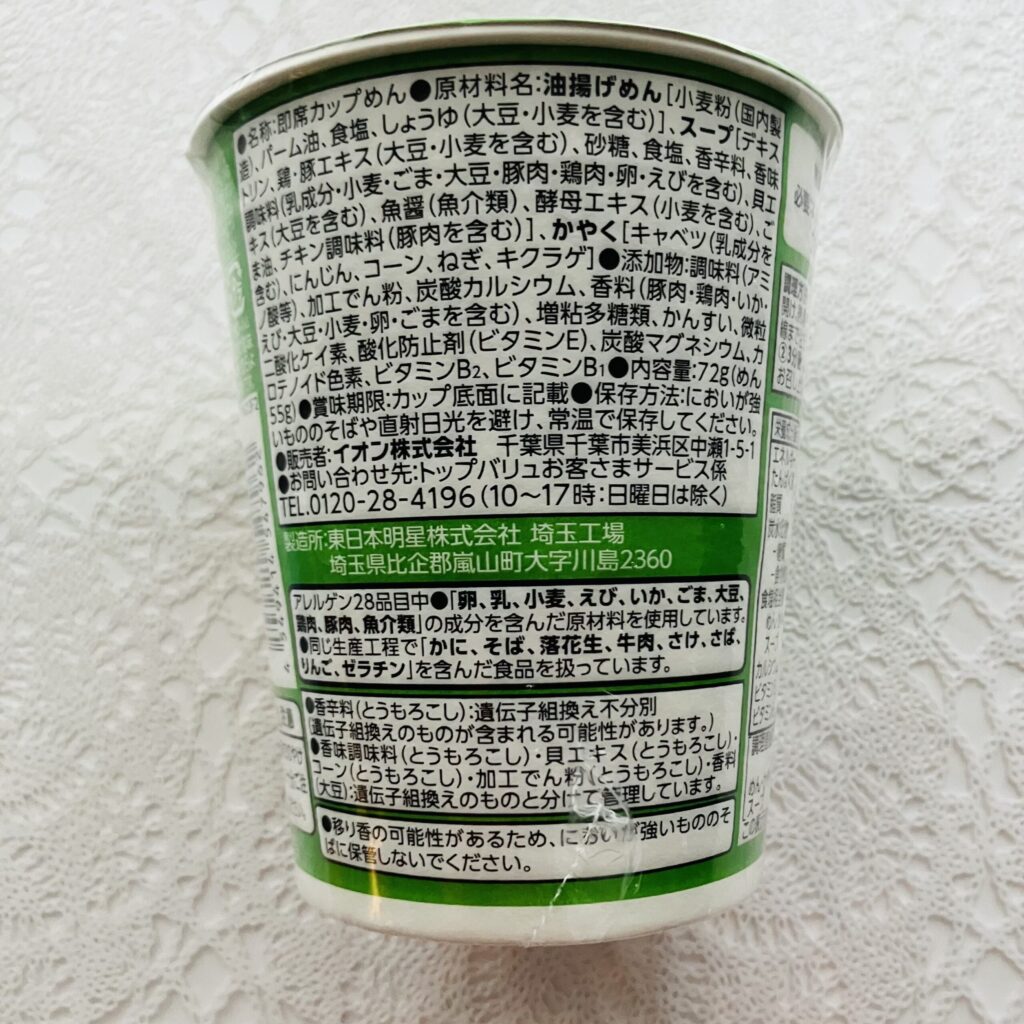 ●名称:即席カップめん●原材料名:油揚げめん[小麦粉(国内製
造)、パーム油、食塩、しょうゆ(大豆・小麦を含む)]、スープ[デキス
トリン、鶏・豚エキス(大豆・小麦を含む)、砂糖、食塩、香辛料、香味
調味料(乳成分・小麦・ごま・大豆・豚肉・鶏肉・卵・えびを含む)、貝エ
キス(大豆を含む)、魚醤(魚介類)、酵母エキス(小麦を含む)、ご
ま油、チキン調味料(豚肉を含む)]、かやく[キャベツ(乳成分を
含む)、にんじん、コーン、ねぎ、キクラゲ]●添加物:調味料(アミ
ノ酸等)、加工でん粉、炭酸カルシウム、香料(豚肉・鶏肉・いか・
えび・大豆・小麦・卵・ごまを含む)、増粘多糖類、かんすい、微粒
二酸化ケイ素、酸化防止剤(ビタミンE)、炭酸マグネシウム、カ
ロテノイド色素、ビタミンB2、ビタミンB1●内容量:72g(めん
55g)●賞味期限:カップ底面に記載●保存方法:においが強
いもののそばや直射日光を避け、常温で保存してください。
●販売者:イオン株式会社 千葉県千葉市美浜区中瀬1-5-1
●お問い合わせ先:トップバリュお客さまサービス係
TEL.0120-28-4196(10〜17時:日曜日は除く)
製造所:東日本明星株式会社 埼玉工場
埼玉県比企郡嵐山町大字川島2360
アレルゲン28品目中●「卵、乳、小麦、えび、いか、ごま、大豆、
鶏肉、豚肉、魚介類」の成分を含んだ原材料を使用しています。
●同じ生産工程で「かに、そば、落花生、牛肉、さけ、さば、
りんご、ゼラチン」を含んだ食品を扱っています。
●香辛料(とうもろこし):遺伝子組換え不分別
(遺伝子組換えのものが含まれる可能性があります。)
●香味調味料(とうもろこし)・貝エキス(とうもろこし)・
コーン(とうもろこし)・加工でん粉(とうもろこし)・香料
(大豆):遺伝子組換えのものと分けて管理しています。
●移り香の可能性があるため、においが強いもののそ
ばに保管しないでください。